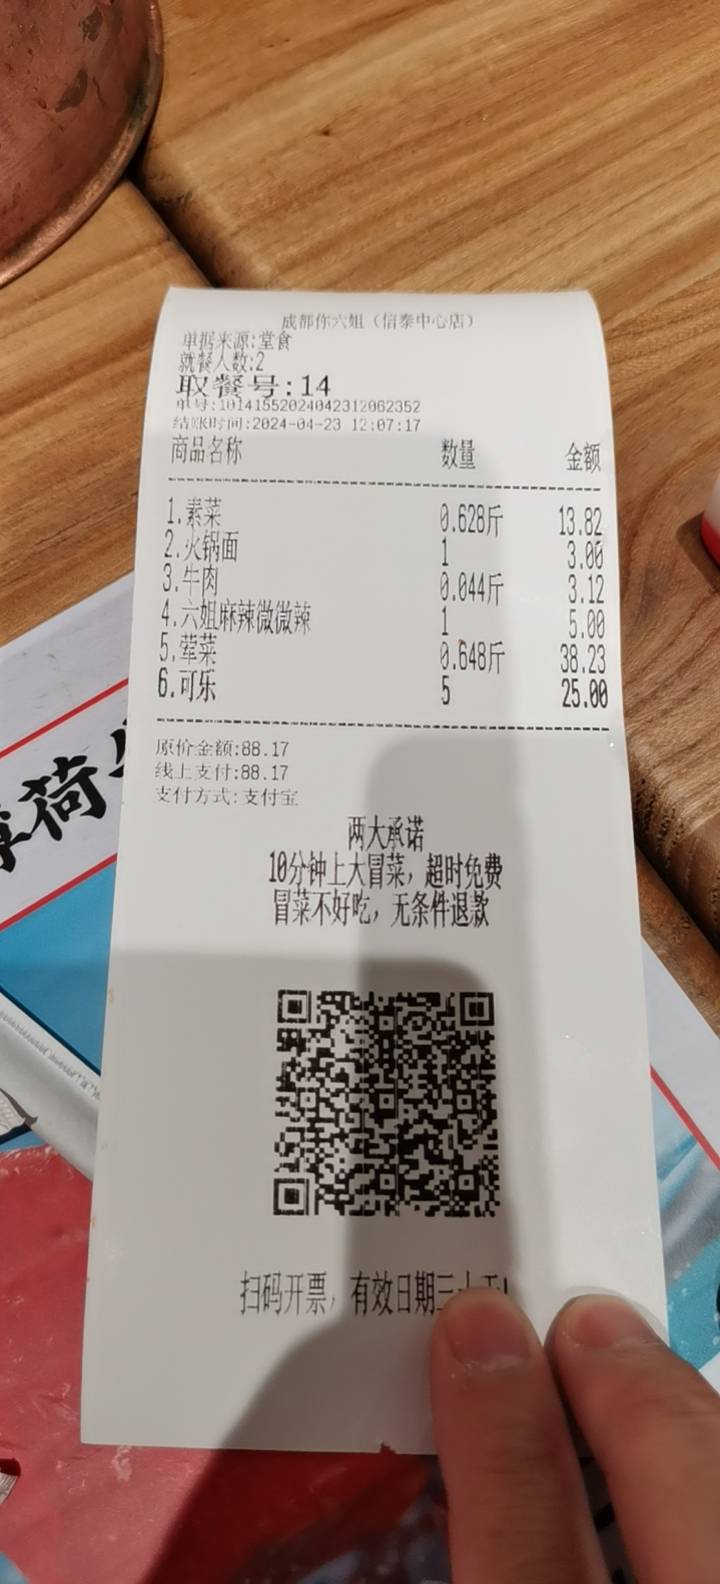 成都你六姐（信泰中心店）
单据来源:堂食
就餐人数:2
取餐号:14
单号:10141552024042312062352
结账时间:2024-04-23 12:07:17
商品名称 数量 金额
1.素菜 0.628斤 13.82
2.火锅面 1 3.00
3.牛肉 0.044斤 3.12
4.六姐麻辣微微辣 1 5.00
5.荤菜 0.648斤 38.23
6.可乐 5 25.00
原价金额:88.17
线上支付:88.17
支付方式:支付宝
两大承诺
10分钟上大冒菜，超时免费
冒菜不好吃，无条件退款
扫码开票，有效日期三十天!
荷